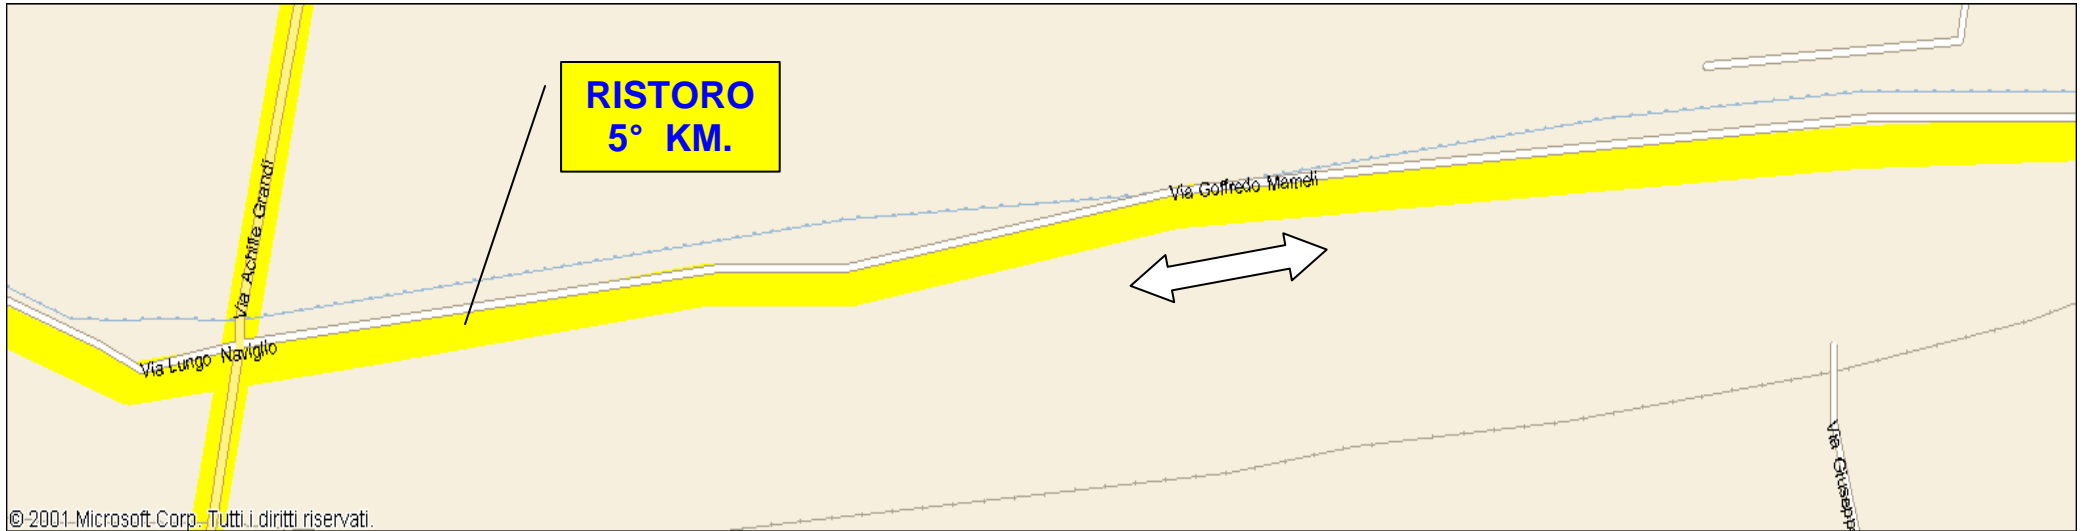 RISTORO
5° KM.
Via Achille Grandi
Via Goffredo Mameli
Via Lungo Naviglio
Via Giusepp
© 2001 Microsoft Corp. Tutti i diritti riservati.